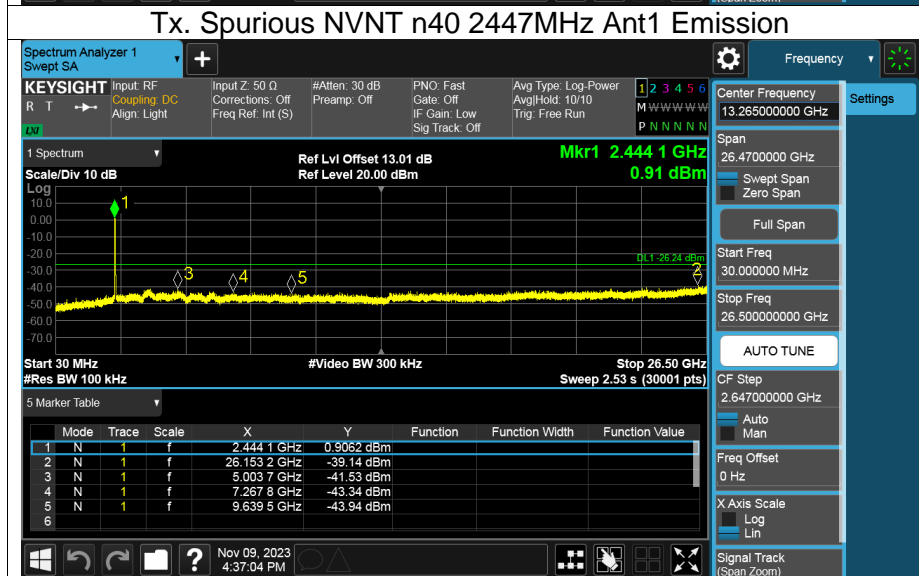 (Span Zoom)
Tx. Spurious NVNT n40 2447MHz Ant1 Emission
Spectrum Analyzer 1
Swept SA
+
Frequency
KEYSIGHT
R T
LXI
Input: RF
Coupling: DC
Align: Light
Input Z: 50 Ω
Corrections: Off
Freq Ref: Int (S)
#Atten: 30 dB
Preamp: Off
PNO: Fast
Gate: Off
IF Gain: Low
Sig Track: Off
Avg Type: Log-Power
Avg|Hold: 10/10
Trig: Free Run
1 2 3 4 5 6
M W W W W W
P N N N N N
1 Spectrum
Scale/Div 10 dB
Ref Lvl Offset 13.01 dB
Ref Level 20.00 dBm
Mkr1 2.444 1 GHz
0.91 dBm
Log
10.0
0.00
-10.0
-20.0
-30.0
-40.0
-50.0
-60.0
-70.0
1
3
4
5
2
DL1 -26.24 dBm
Start 30 MHz
#Res BW 100 kHz
#Video BW 300 kHz
Stop 26.50 GHz
Sweep 2.53 s (30001 pts)
5 Marker Table
Mode Trace Scale X Y Function Function Width Function Value
1 N 1 f 2.444 1 GHz 0.9062 dBm
2 N 1 f 26.153 2 GHz -39.14 dBm
3 N 1 f 5.003 7 GHz -41.53 dBm
4 N 1 f 7.267 8 GHz -43.34 dBm
5 N 1 f 9.639 5 GHz -43.94 dBm
6
?
Nov 09, 2023
4:37:04 PM
Center Frequency
13.265000000 GHz
Settings
Span
26.4700000 GHz
Swept Span
Zero Span
Full Span
Start Freq
30.000000 MHz
Stop Freq
26.500000000 GHz
AUTO TUNE
CF Step
2.647000000 GHz
Auto
Man
Freq Offset
0 Hz
X Axis Scale
Log
Lin
Signal Track
(Span Zoom)